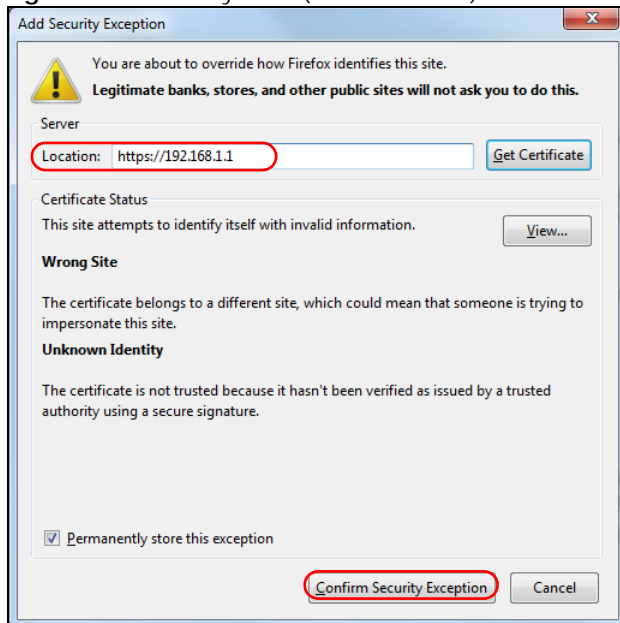 Add Security Exception
You are about to override how Firefox identifies this site.
Legitimate banks, stores, and other public sites will not ask you to do this.
Server
Location: https://192.168.1.1 Get Certificate
Certificate Status
This site attempts to identify itself with invalid information. View...
Wrong Site
The certificate belongs to a different site, which could mean that someone is trying to
impersonate this site.
Unknown Identity
The certificate is not trusted because it hasn't been verified as issued by a trusted
authority using a secure signature.
Permanently store this exception
Confirm Security Exception Cancel